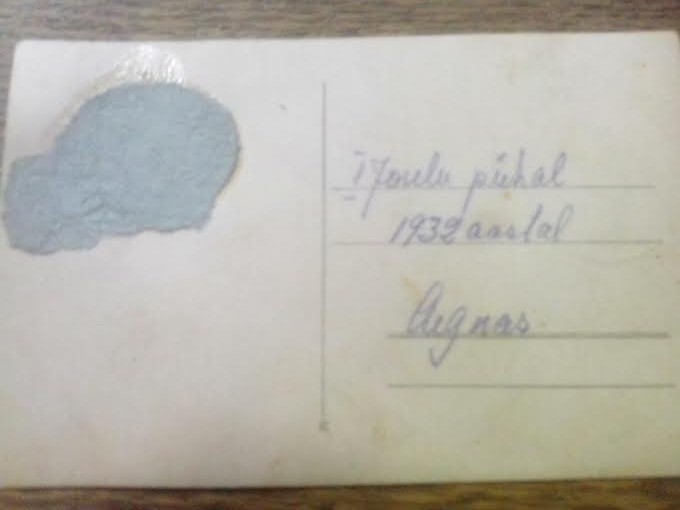 I Joulu pühal
1932 aastal
Aegnas.